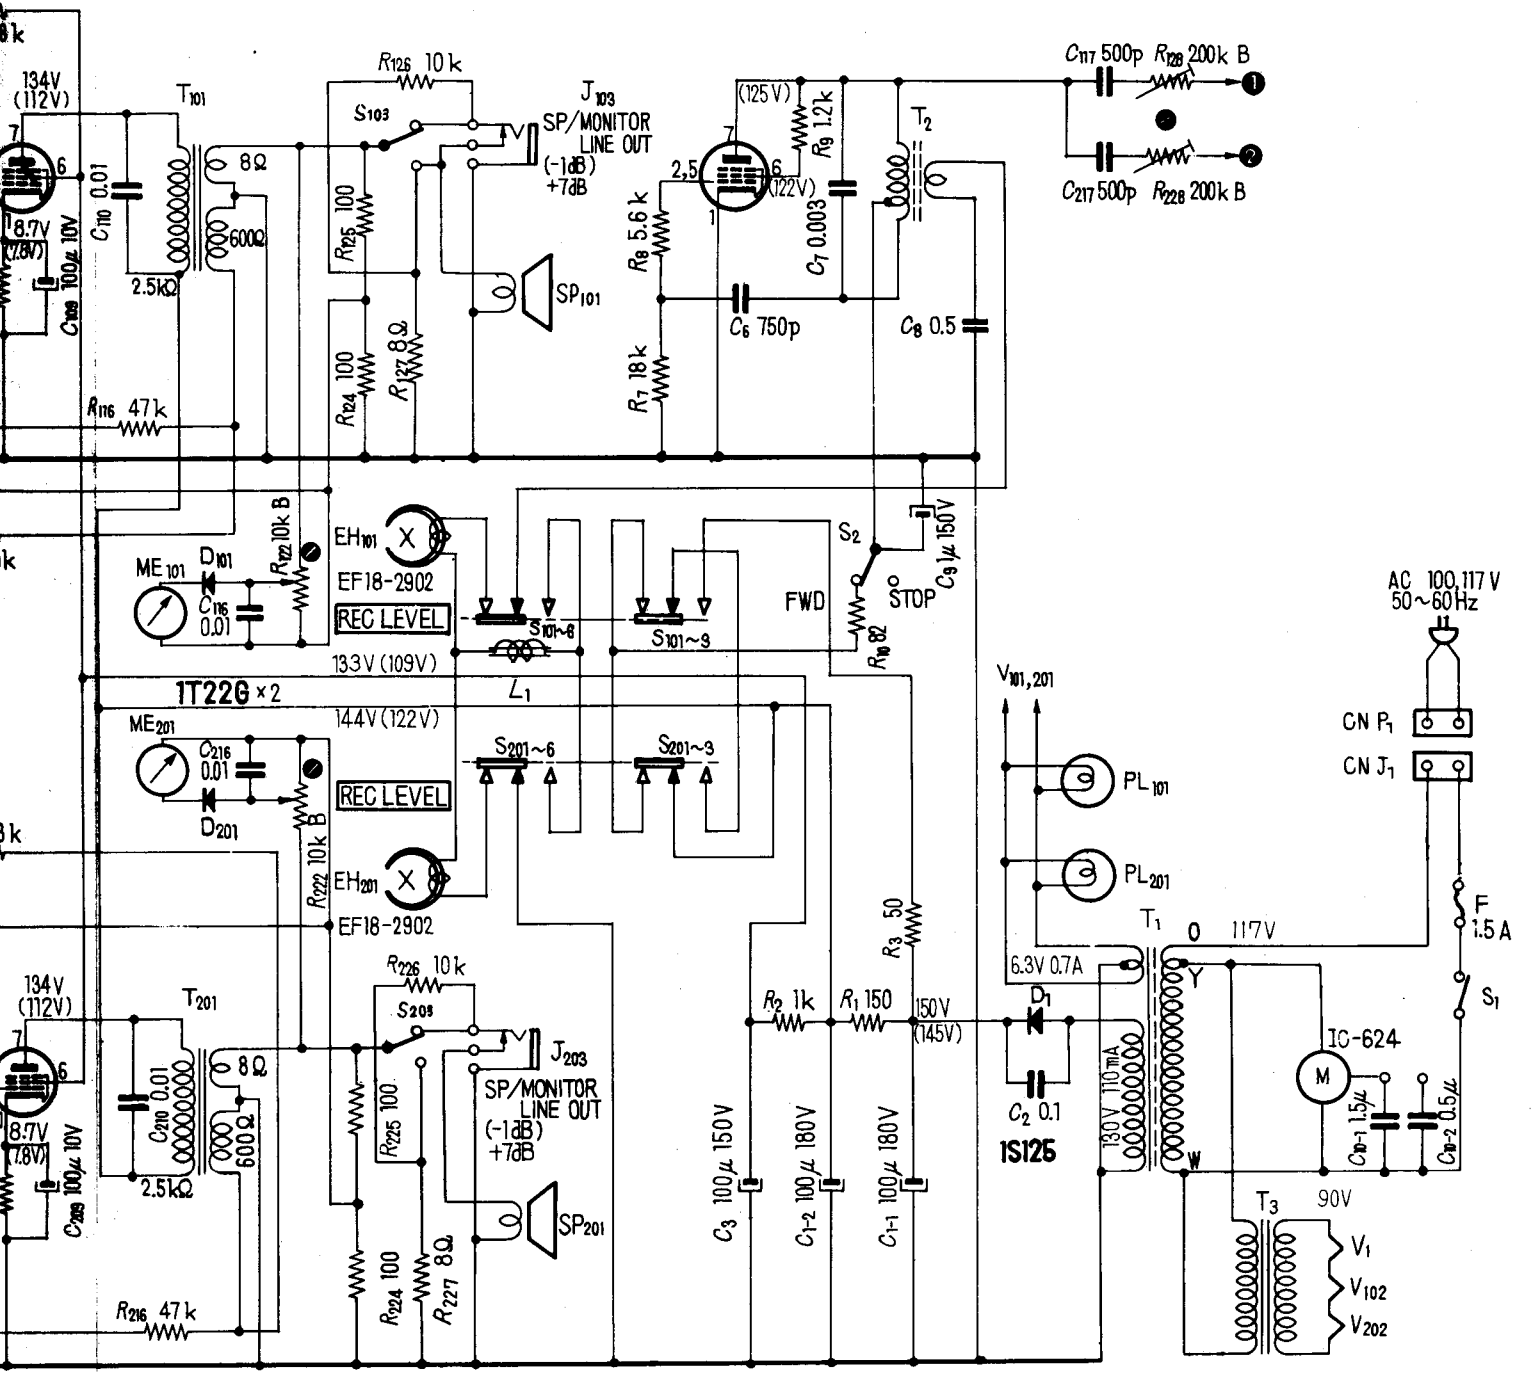 8k
134V
(112V)
T101
7
6
1
8Ω
C110 0.01
600Ω
8.7V
(7.8V)
C109 100μ 10V
2.5kΩ
R116 47k
R126 10k
S103
J103
SP/MONITOR
LINE OUT
(-1dB)
+7dB
R125 100
SP101
R124 100
R127 8Ω
(125V)
7
2,5
6
(122V)
1
R9 1.2k
T2
R8 5.6k
C7 0.003
C6 750p
R7 18k
C8 0.5
C117 500p R128 200k B
1
C217 500p R228 200k B
2
k
ME101
D101
C116
0.01
R122 10k B
EH101
X
EF18-2902
REC LEVEL
S101~6
S101~3
L1
S2
FWD
STOP
R10 82
C9 1μ 150V
133V (109V)
1T22G × 2
144V (122V)
ME201
C216
0.01
D201
R222 10k B
S201~6
S201~3
REC LEVEL
EH201
X
EF18-2902
V101,201
PL101
PL201
AC 100,117V
50~60Hz
CN P1
CN J1
F
1.5A
S1
3k
134V
(112V)
T201
7
6
8Ω
C210 0.01
600Ω
8.7V
(7.8V)
C209 100μ 10V
2.5kΩ
R216 47k
R226 10k
S203
J203
SP/MONITOR
LINE OUT
(-1dB)
+7dB
R225 100
SP201
R224 100
R227 8Ω
R3 50
R2 1k
R1 150
150V
(145V)
C3 100μ 150V
C1-2 100μ 180V
C1-1 100μ 180V
6.3V 0.7A
T1
O
117V
Y
D1
C2 0.1
1S125
130V 110mA
W
IC-624
M
C10-1 1.5μ
C10-2 0.5μ
T3
90V
V1
V102
V202